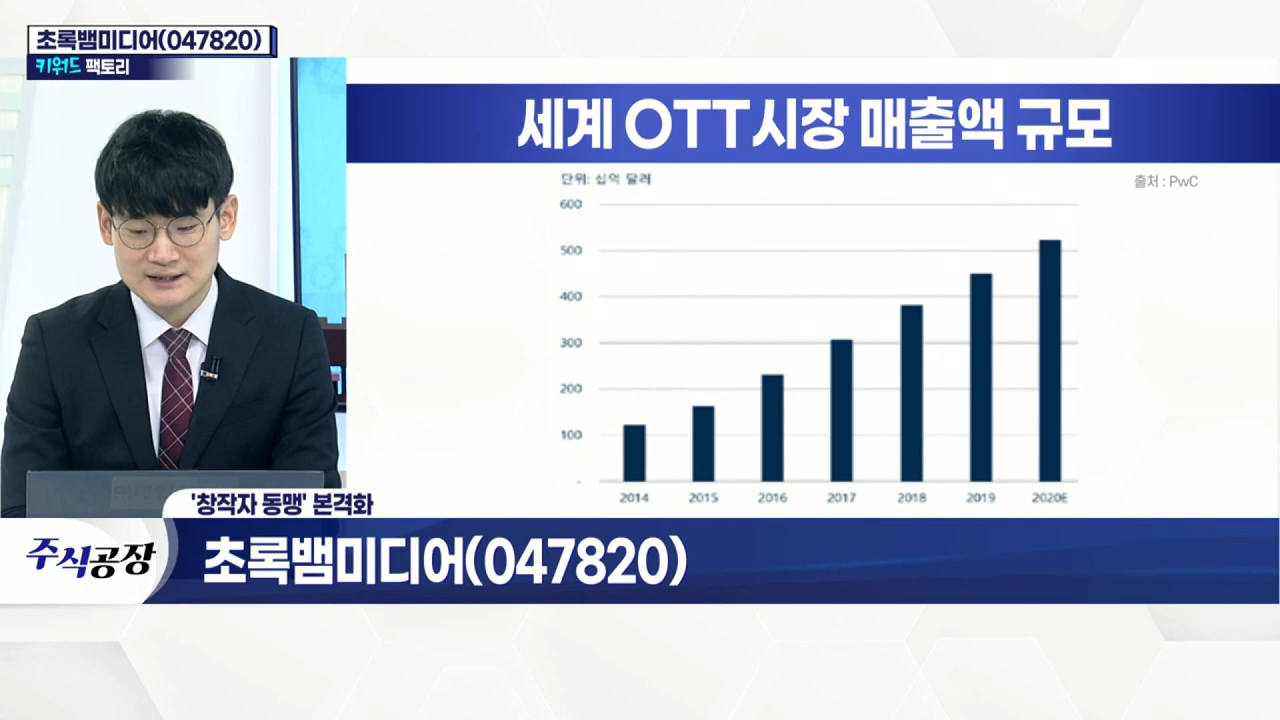 초록뱀미디어(047820)
키워드 팩토리
세계 OTT시장 매출액 규모
단위: 십억 달러
출처 : PwC
600
500
400
300
200
100
-
2014 2015 2016 2017 2018 2019 2020E
'창작자 동맹' 본격화
주식공장
초록뱀미디어(047820)